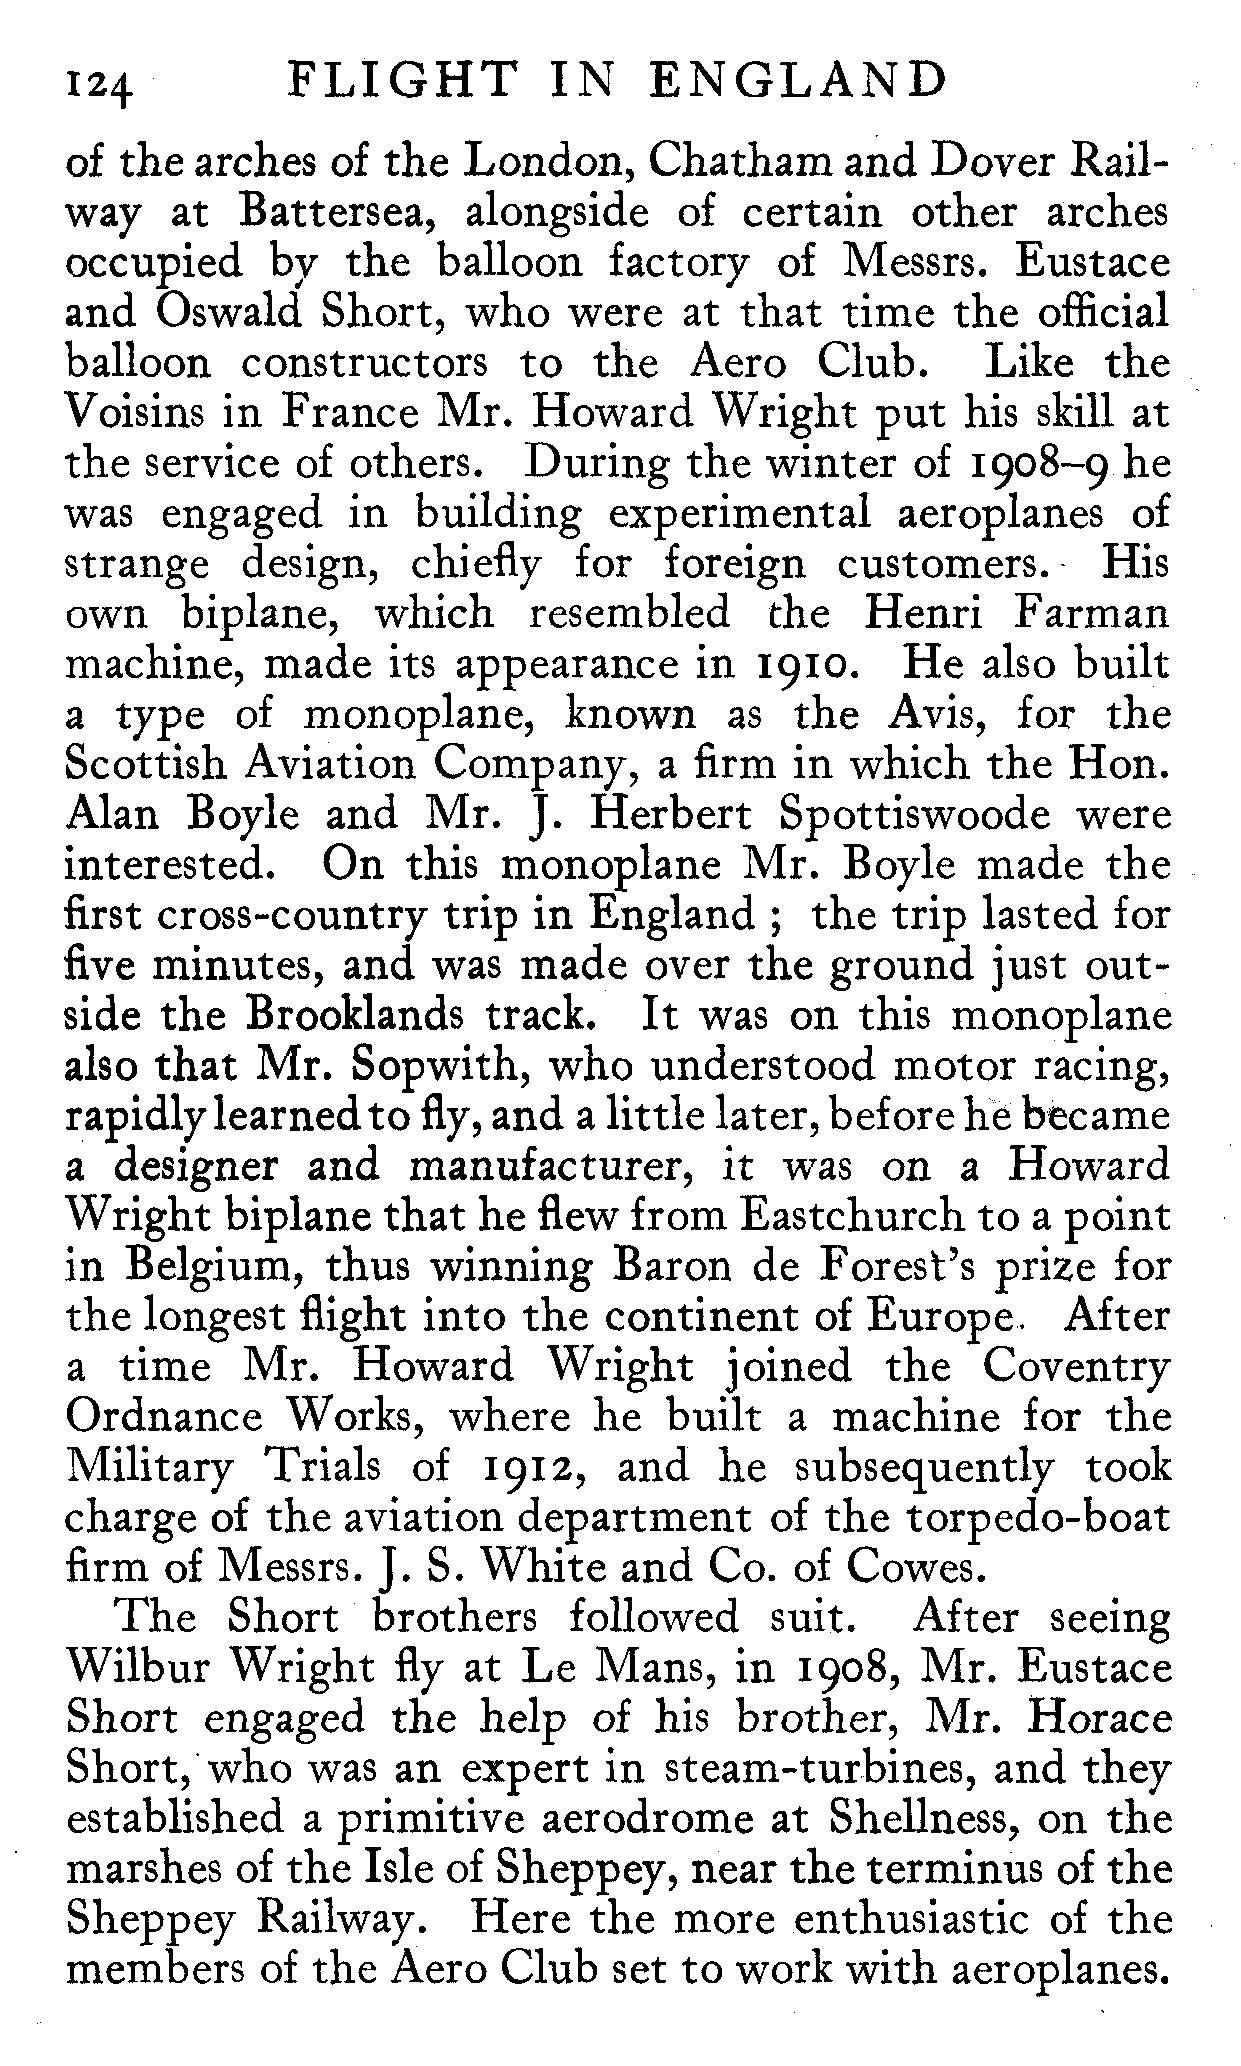 124 FLIGHT IN ENGLAND
of the arches of the London, Chatham and Dover Rail-
way at Battersea, alongside of certain other arches
occupied by the balloon factory of Messrs. Eustace
and Oswald Short, who were at that time the official
balloon constructors to the Aero Club. Like the
Voisins in France Mr. Howard Wright put his skill at
the service of others. During the winter of 1908–9 he
was engaged in building experimental aeroplanes of
strange design, chiefly for foreign customers. His
own biplane, which resembled the Henri Farman
machine, made its appearance in 1910. He also built
a type of monoplane, known as the Avis, for the
Scottish Aviation Company, a firm in which the Hon.
Alan Boyle and Mr. J. Herbert Spottiswoode were
interested. On this monoplane Mr. Boyle made the
first cross-country trip in England ; the trip lasted for
five minutes, and was made over the ground just out-
side the Brooklands track. It was on this monoplane
also that Mr. Sopwith, who understood motor racing,
rapidly learned to fly, and a little later, before he became
a designer and manufacturer, it was on a Howard
Wright biplane that he flew from Eastchurch to a point
in Belgium, thus winning Baron de Forest's prize for
the longest flight into the continent of Europe. After
a time Mr. Howard Wright joined the Coventry
Ordnance Works, where he built a machine for the
Military Trials of 1912, and he subsequently took
charge of the aviation department of the torpedo-boat
firm of Messrs. J. S. White and Co. of Cowes.
The Short brothers followed suit. After seeing
Wilbur Wright fly at Le Mans, in 1908, Mr. Eustace
Short engaged the help of his brother, Mr. Horace
Short, who was an expert in steam-turbines, and they
established a primitive aerodrome at Shellness, on the
marshes of the Isle of Sheppey, near the terminus of the
Sheppey Railway. Here the more enthusiastic of the
members of the Aero Club set to work with aeroplanes.